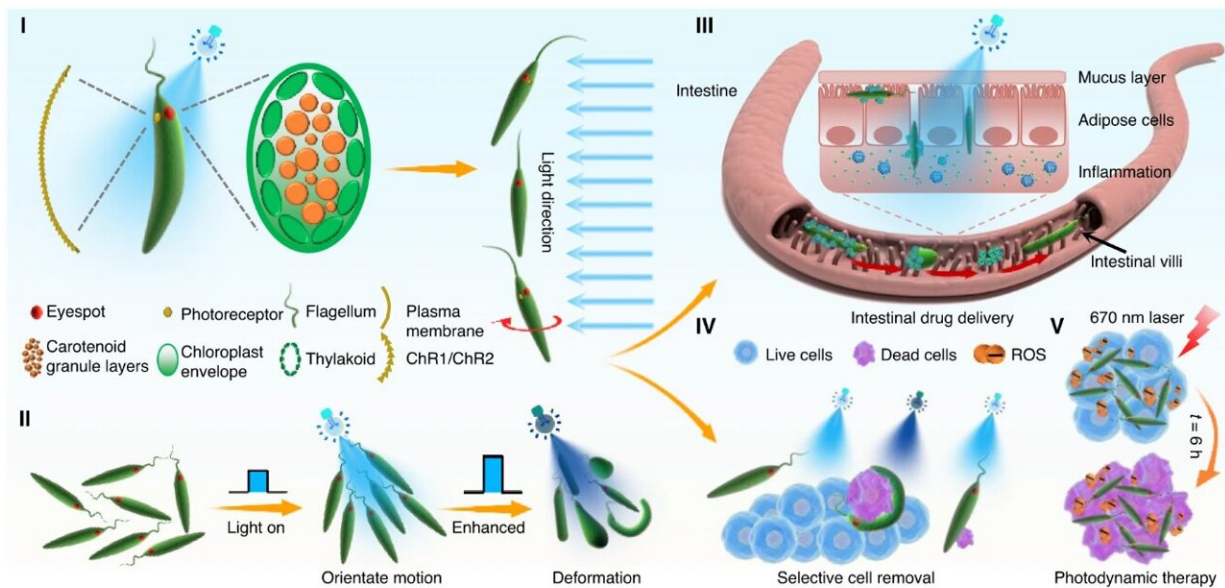 I
Light direction
Eyespot
Photoreceptor
Flagellum
Plasma
membrane
Carotenoid
granule layers
Chloroplast
envelope
Thylakoid
ChR1/ChR2
II
Light on
Enhanced
Orientate motion
Deformation
III
Intestine
Mucus layer
Adipose cells
Inflammation
Intestinal villi
Intestinal drug delivery
IV
Live cells
Dead cells
ROS
Selective cell removal
V
670 nm laser
t = 6 h
Photodynamic therapy